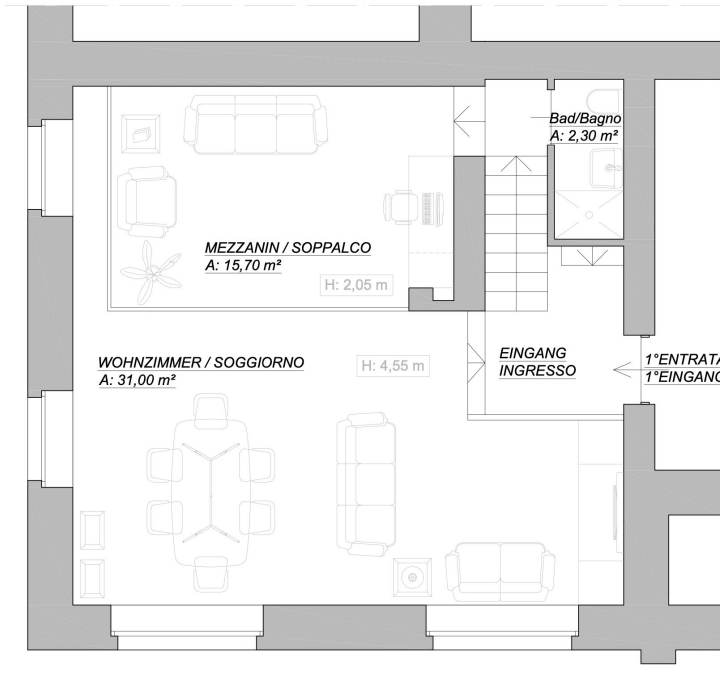 Bad/Bagno
A: 2,30 m²
MEZZANIN / SOPPALCO
A: 15,70 m²
H: 2,05 m
WOHNZIMMER / SOGGIORNO
A: 31,00 m²
H: 4,55 m
EINGANG
INGRESSO
1°ENTRATA
1°EINGANG